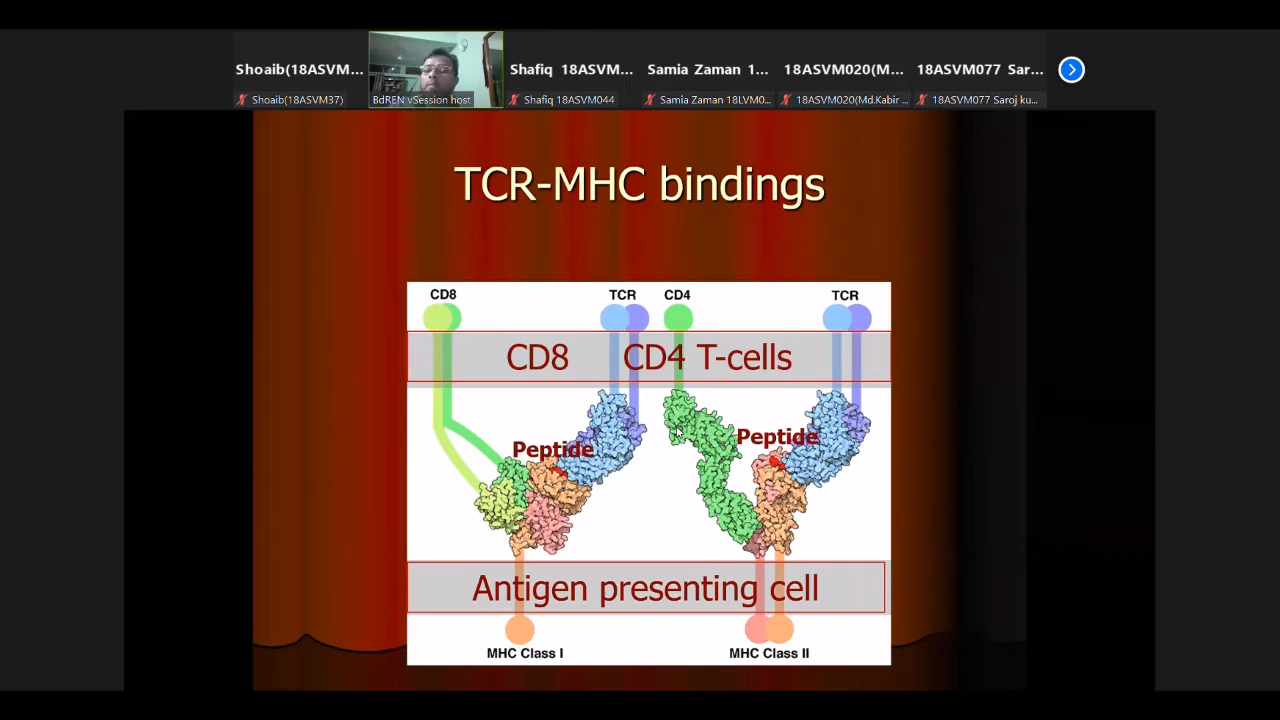 Shoaib(18ASVM...
Shafiq 18ASVM...
Samia Zaman 1...
18ASVM020(M...
18ASVM077 Sar...
Shoaib(18ASVM37)
BdREN vSession host
Shafiq 18ASVM044
Samia Zaman 18LVM0...
18ASVM020(Md.Kabir ...
18ASVM077 Saroj ku...
TCR-MHC bindings
CD8
TCR
CD4
TCR
CD8 CD4 T-cells
Peptide
Peptide
Antigen presenting cell
MHC Class I
MHC Class II